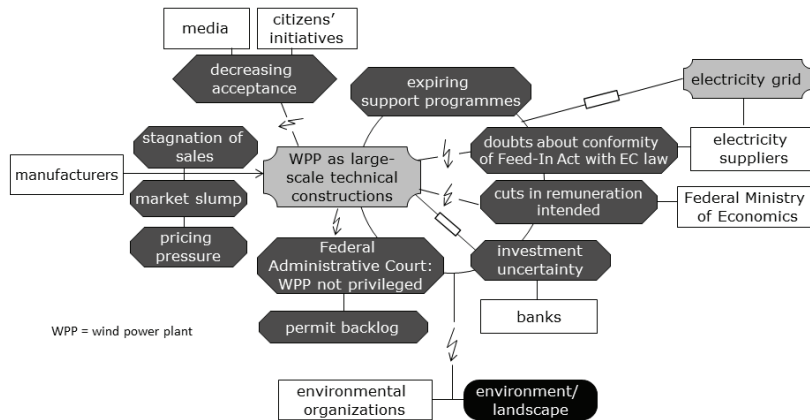 media
citizens'
initiatives
decreasing
acceptance
expiring
support programmes
electricity grid
stagnation of
sales
WPP as large-
scale technical
constructions
doubts about conformity
of Feed-In Act with EC law
electricity
suppliers
manufacturers
market slump
cuts in remuneration
intended
Federal Ministry
of Economics
pricing
pressure
Federal
Administrative Court:
WPP not privileged
investment
uncertainty
permit backlog
banks
WPP = wind power plant
environmental
organizations
environment/
landscape